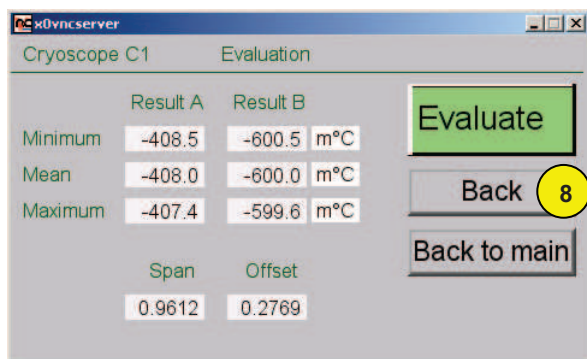 x0vncserver
Cryoscope C1 Evaluation
Result A Result B
Minimum -408.5 -600.5 m°C
Mean -408.0 -600.0 m°C
Maximum -407.4 -599.6 m°C
Span Offset
0.9612 0.2769
Evaluate
Back 8
Back to main